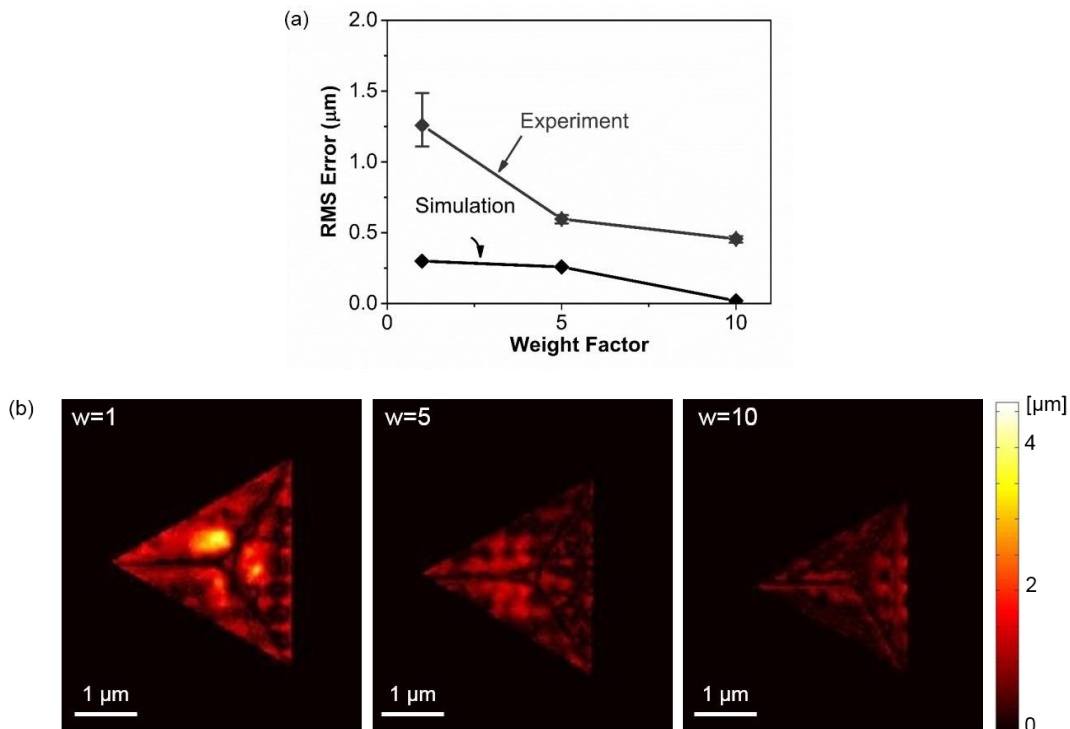 (a)
2.0
1.5
1.0
0.5
0.0
RMS Error (μm)
Experiment
Simulation
0
5
10
Weight Factor
(b)
w=1
w=5
w=10
[μm]
4
2
0
1 μm
1 μm
1 μm